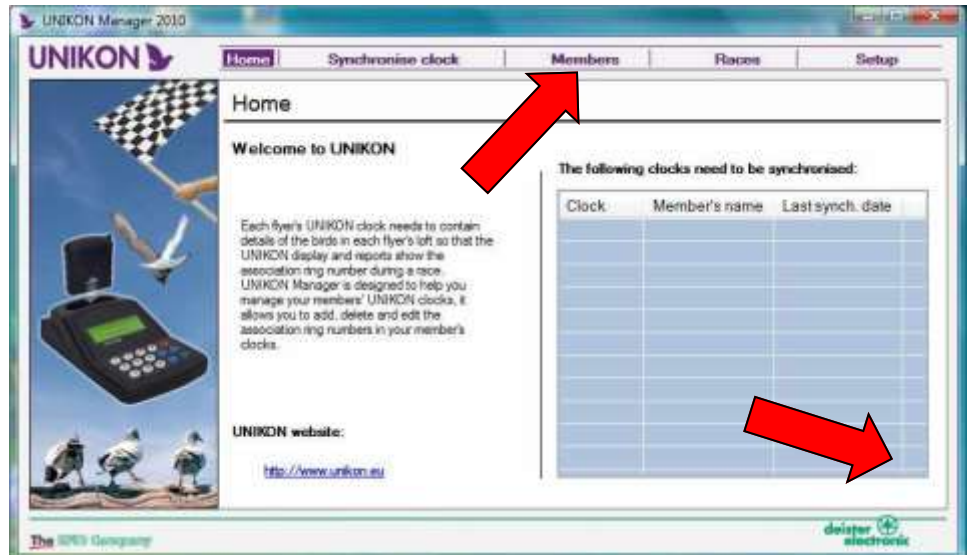 UNIKON Manager 2010
UNIKON
Home Synchronise clock Members Races Setup
Home
Welcome to UNIKON
Each flyer's UNIKON clock needs to contain
details of the birds in each flyer's loft so that the
UNIKON display and reports show the
association ring number during a race.
UNIKON Manager is designed to help you
manage your members' UNIKON clocks, it
allows you to add, delete and edit the
association ring numbers in your member's
clocks.
UNIKON website:
http://www.unikon.eu
The following clocks need to be synchronised:
Clock Member's name Last synch. date
The Company
deister
electronic